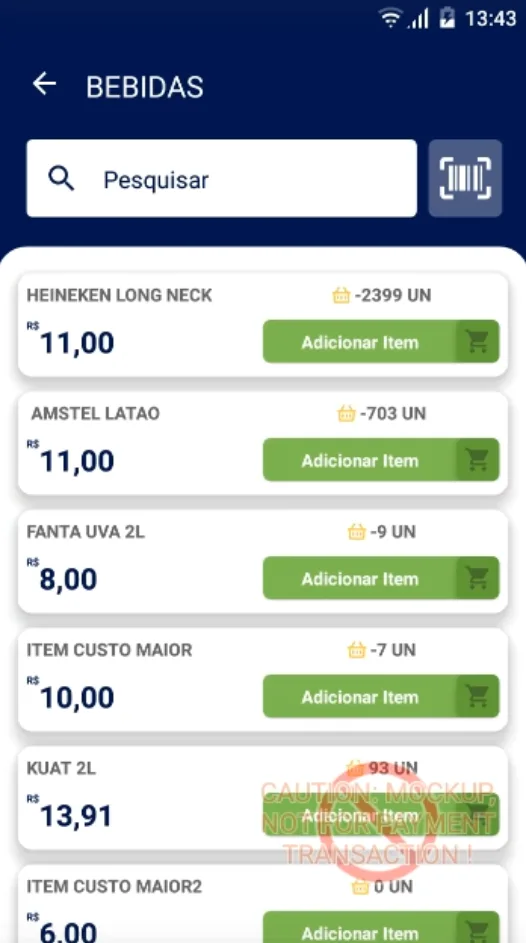 13:43
BEBIDAS
Pesquisar
HEINEKEN LONG NECK -2399 UN
R$ 11,00 Adicionar Item
AMSTEL LATAO -703 UN
R$ 11,00 Adicionar Item
FANTA UVA 2L -9 UN
R$ 8,00 Adicionar Item
ITEM CUSTO MAIOR -7 UN
R$ 10,00 Adicionar Item
KUAT 2L 93 UN
R$ 13,91 Adicionar Item
CAUTION: MOCKUP,
NOT FOR PAYMENT
TRANSACTION !
ITEM CUSTO MAIOR2 0 UN
R$ 6,00 Adicionar Item